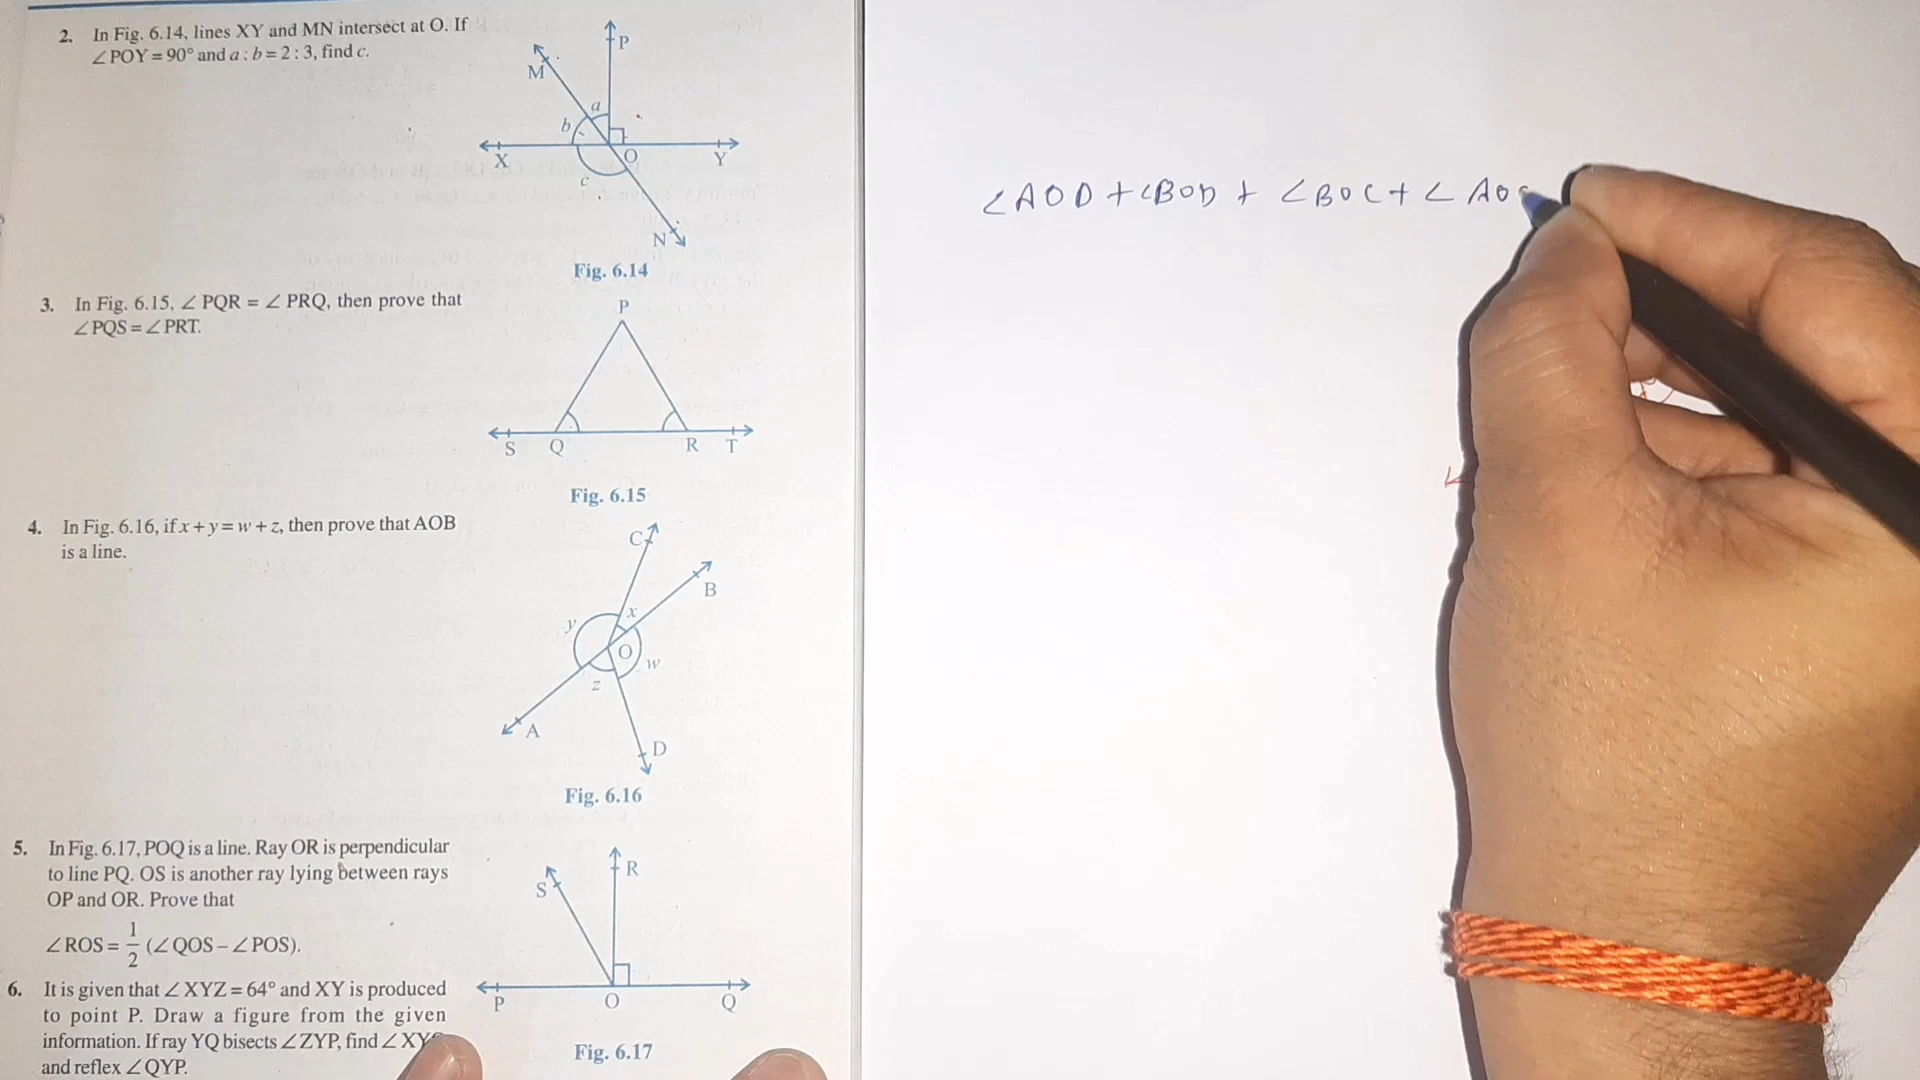 2. In Fig. 6.14, lines XY and MN intersect at O. If
∠POY = 90° and a : b = 2 : 3, find c.
P
M
a
b
X
O
Y
c
N
Fig. 6.14
3. In Fig. 6.15, ∠ PQR = ∠ PRQ, then prove that
∠PQS = ∠PRT.
P
S
Q
R
T
Fig. 6.15
4. In Fig. 6.16, if x + y = w + z, then prove that AOB
is a line.
C
B
x
y
O
w
z
A
D
Fig. 6.16
5. In Fig. 6.17, POQ is a line. Ray OR is perpendicular
to line PQ. OS is another ray lying between rays
OP and OR. Prove that
∠ROS = 1/2 (∠QOS – ∠POS).
R
S
P
O
Q
Fig. 6.17
6. It is given that ∠XYZ = 64° and XY is produced
to point P. Draw a figure from the given
information. If ray YQ bisects ∠ZYP, find
and reflex ∠QYP.
∠AOD + ∠BOD + ∠BOC + ∠